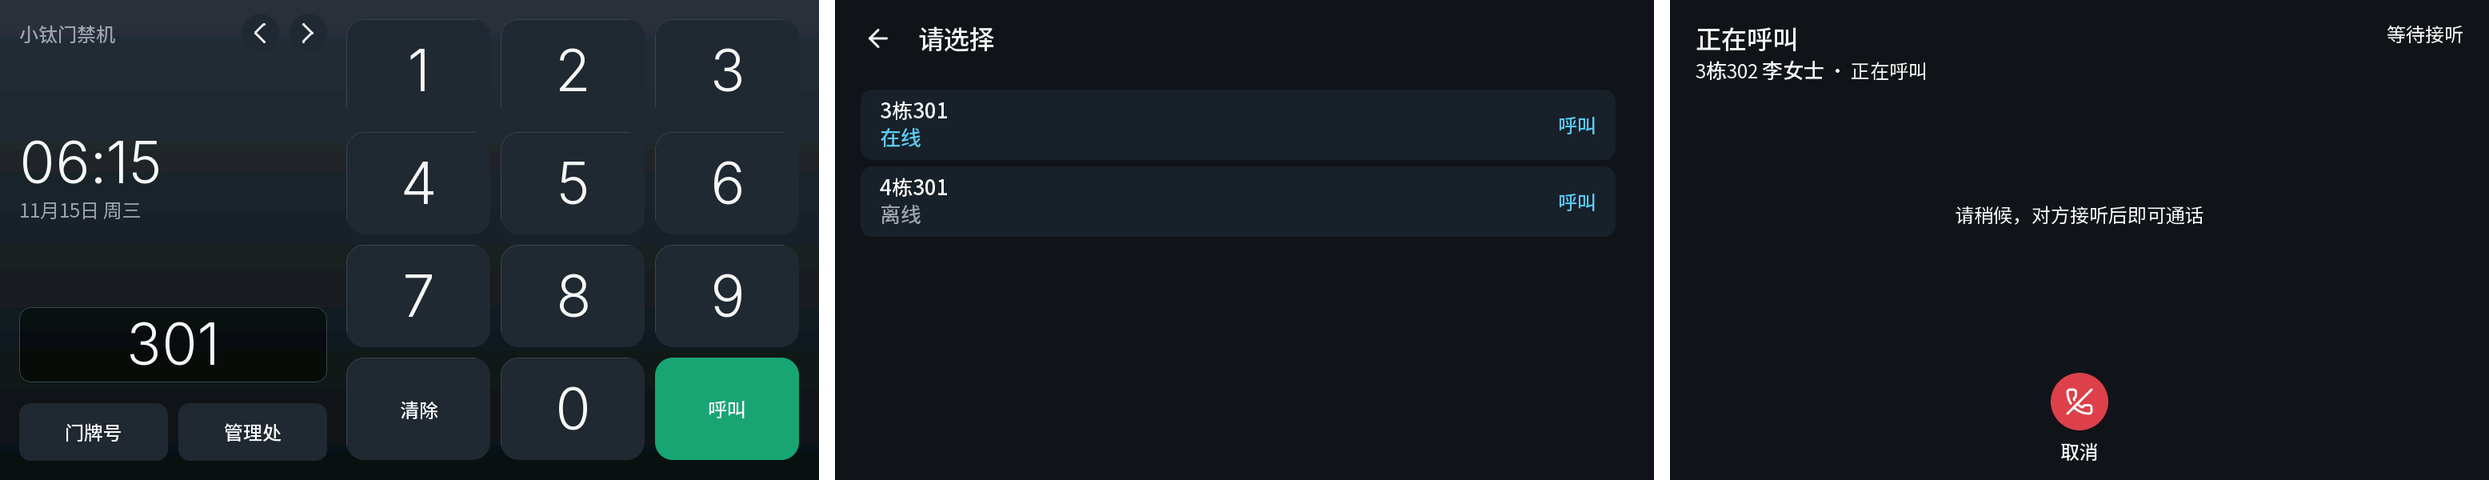 小钛门禁机
06:15
11月15日 周三
301
门牌号
管理处
1
2
3
4
5
6
7
8
9
清除
0
呼叫
请选择
3栋301
在线
呼叫
4栋301
离线
呼叫
正在呼叫
等待接听
3栋302 李女士 · 正在呼叫
请稍候，对方接听后即可通话
取消